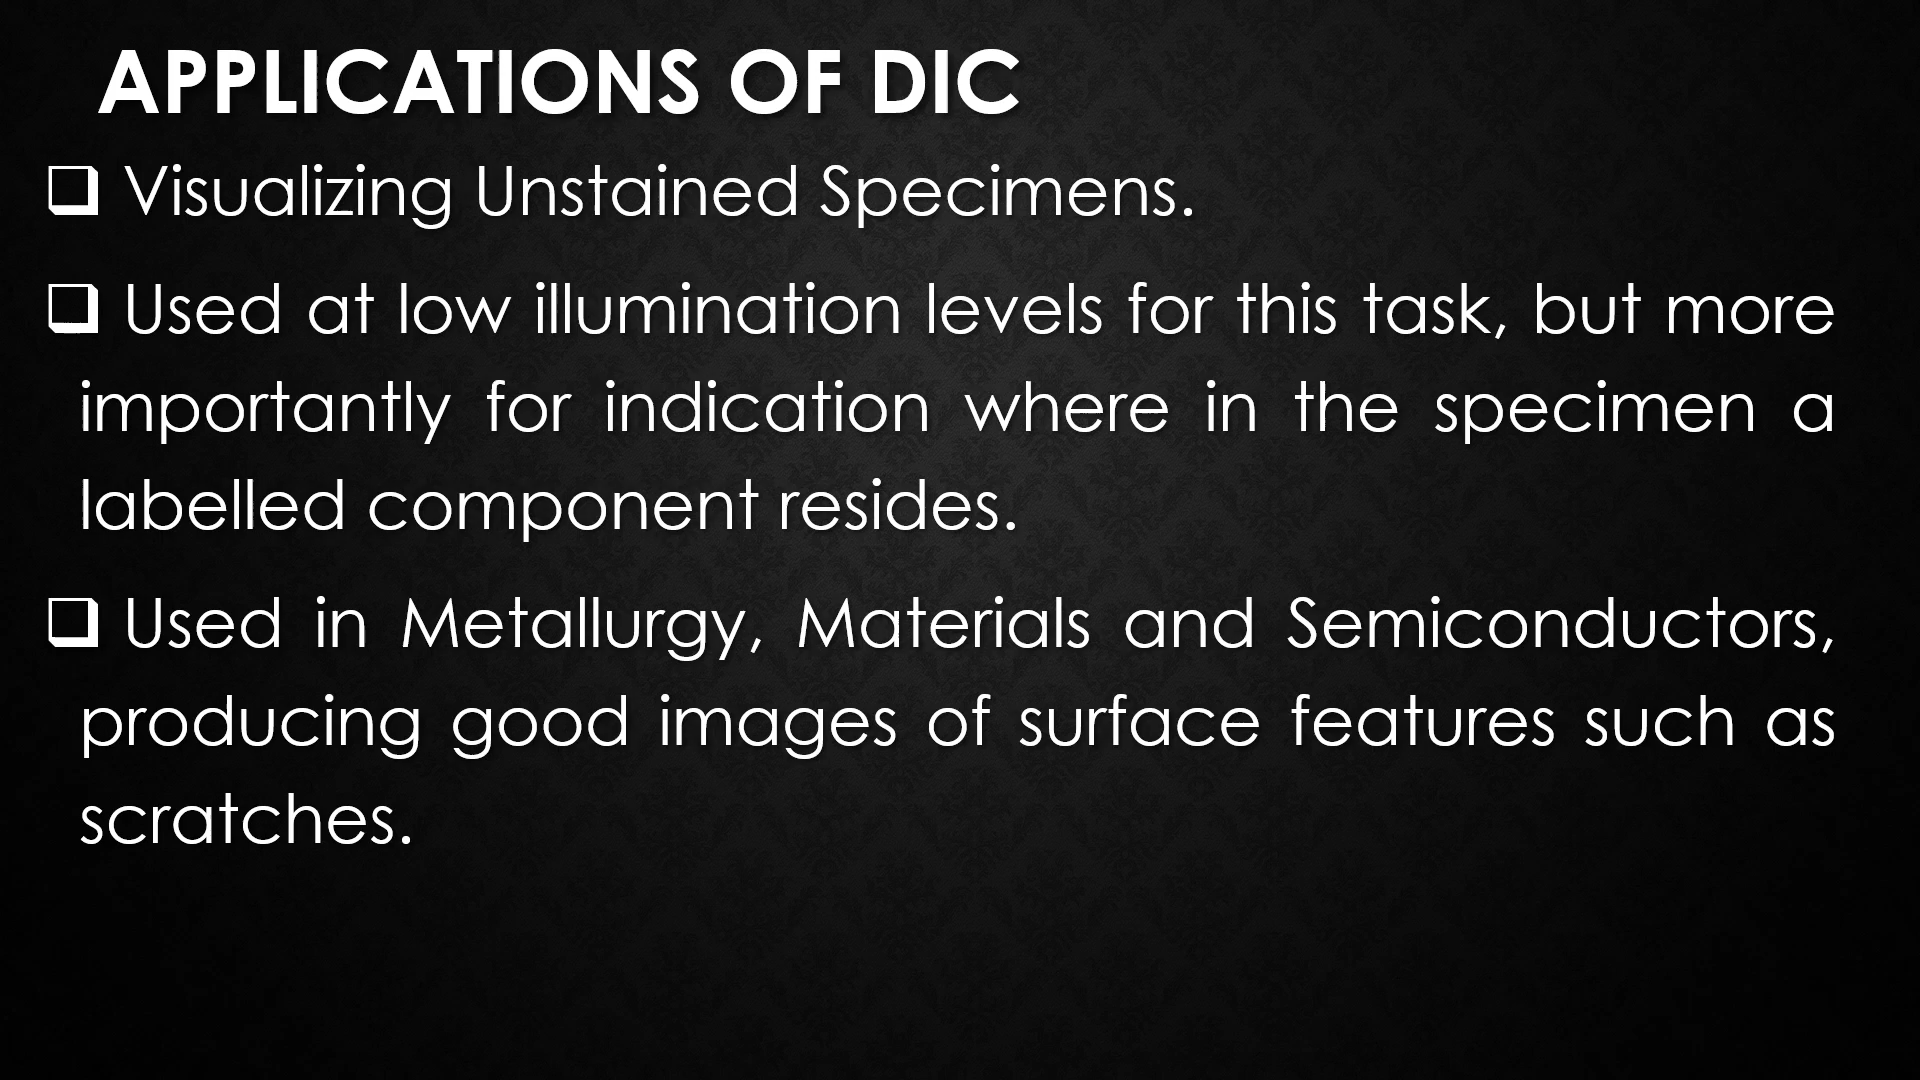 APPLICATIONS OF DIC
❑ Visualizing Unstained Specimens.
❑ Used at low illumination levels for this task, but more
importantly for indication where in the specimen a
labelled component resides.
❑ Used in Metallurgy, Materials and Semiconductors,
producing good images of surface features such as
scratches.